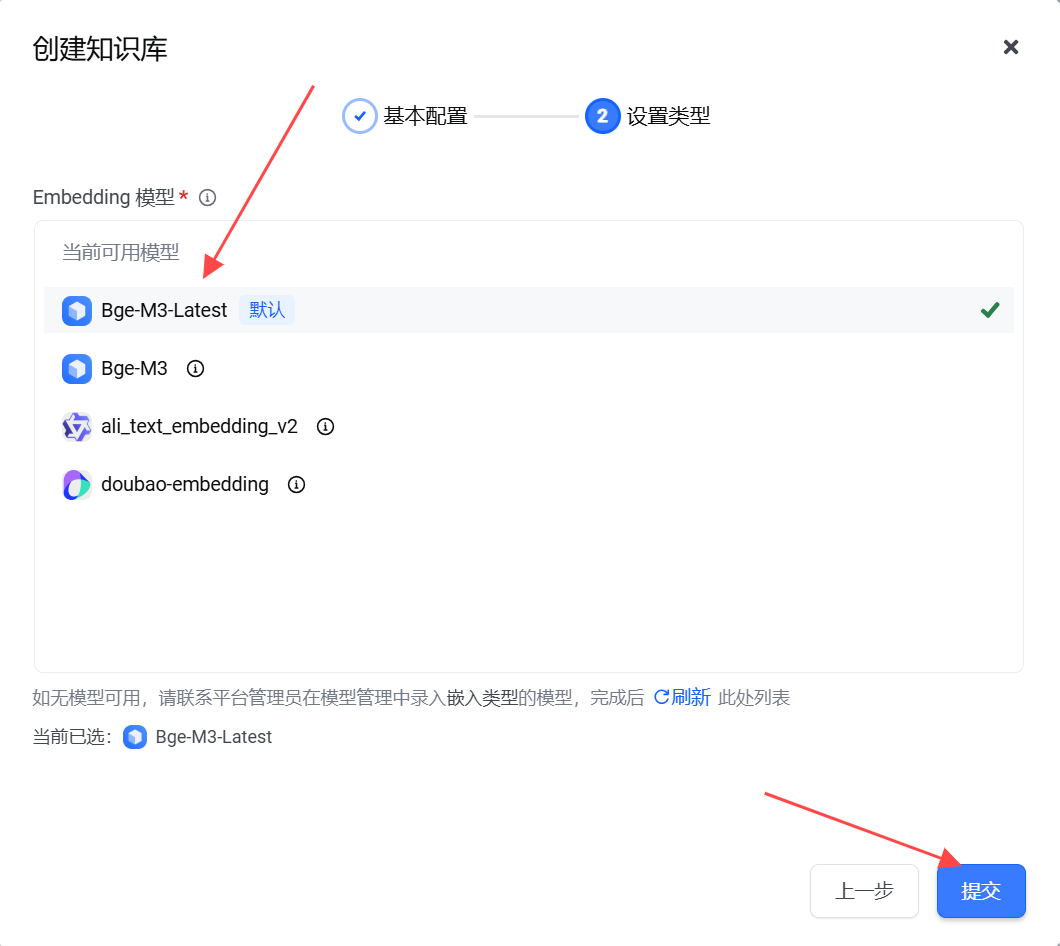 创建知识库
基本配置 2 设置类型
Embedding 模型*
当前可用模型
Bge-M3-Latest 默认
Bge-M3
ali_text_embedding_v2
doubao-embedding
如无模型可用，请联系平台管理员在模型管理中录入嵌入类型的模型，完成后 刷新 此处列表
当前已选： Bge-M3-Latest
上一步 提交